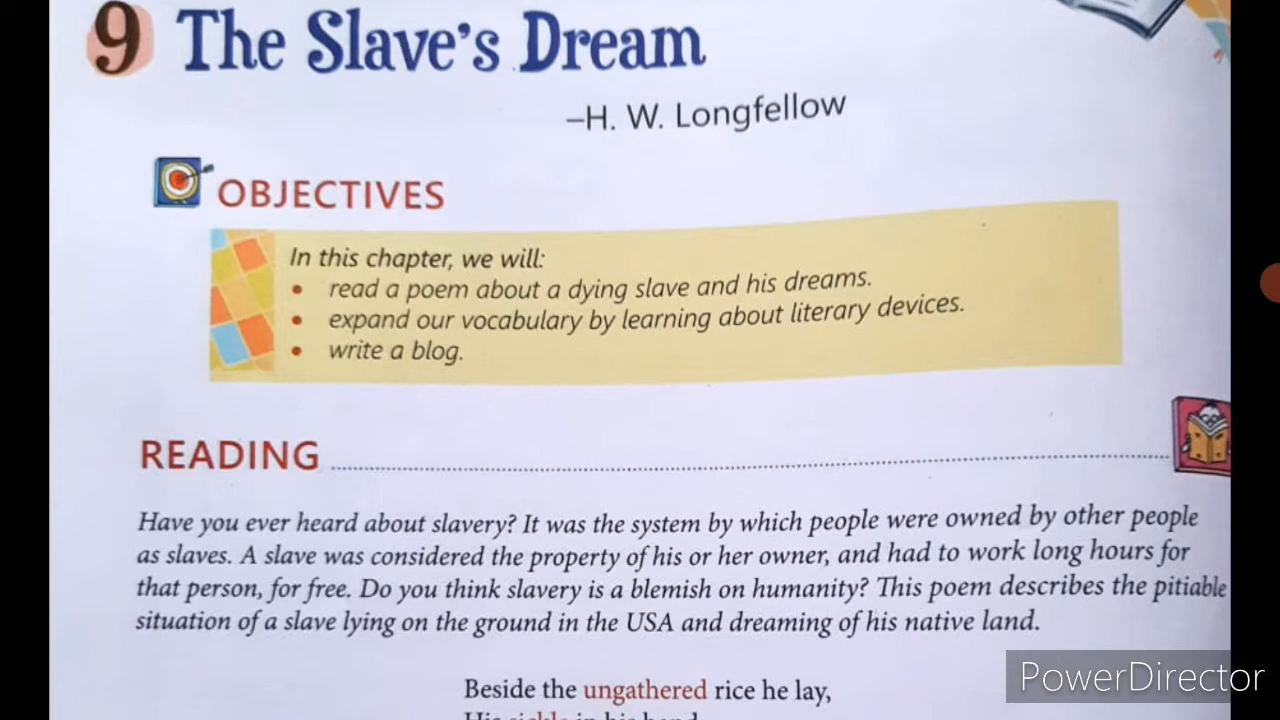 9 The Slave's Dream
–H. W. Longfellow
OBJECTIVES
In this chapter, we will:
• read a poem about a dying slave and his dreams.
• expand our vocabulary by learning about literary devices.
• write a blog.
READING
Have you ever heard about slavery? It was the system by which people were owned by other people
as slaves. A slave was considered the property of his or her owner, and had to work long hours for
that person, for free. Do you think slavery is a blemish on humanity? This poem describes the pitiable
situation of a slave lying on the ground in the USA and dreaming of his native land.
Beside the ungathered rice he lay,
His sickle in his hand
PowerDirector